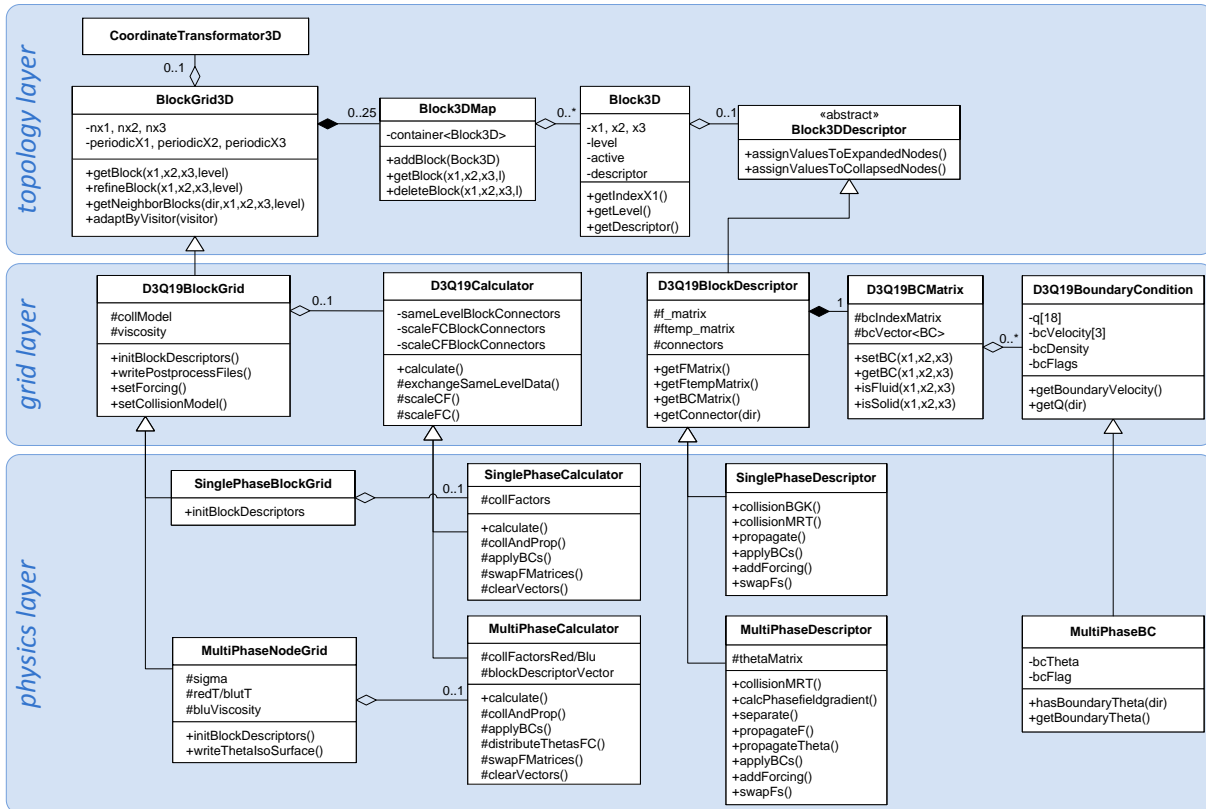 topology layer
CoordinateTransformator3D
0..1
BlockGrid3D
-nx1, nx2, nx3
-periodicX1, periodicX2, periodicX3
+getBlock(x1,x2,x3,level)
+refineBlock(x1,x2,x3,level)
+getNeighborBlocks(dir,x1,x2,x3,level)
+adaptByVisitor(visitor)
0..25
Block3DMap
-container<Block3D>
+addBlock(Bock3D)
+getBlock(x1,x2,x3,l)
+deleteBlock(x1,x2,x3,l)
0..*
Block3D
-x1, x2, x3
-level
-active
-descriptor
+getIndexX1()
+getLevel()
+getDescriptor()
0..1
«abstract»
Block3DDescriptor
+assignValuesToExpandedNodes()
+assignValuesToCollapsedNodes()
grid layer
D3Q19BlockGrid
#collModel
#viscosity
+initBlockDescriptors()
+writePostprocessFiles()
+setForcing()
+setCollisionModel()
0..1
D3Q19Calculator
-sameLevelBlockConnectors
-scaleFCBlockConnectors
-scaleCFBlockConnectors
+calculate()
#exchangeSameLevelData()
#scaleCF()
#scaleFC()
D3Q19BlockDescriptor
#f_matrix
#ftemp_matrix
#connectors
+getFMatrix()
+getFtempMatrix()
+getBCMatrix()
+getConnector(dir)
1
D3Q19BCMatrix
#bcIndexMatrix
#bcVector<BC>
+setBC(x1,x2,x3)
+getBC(x1,x2,x3)
+isFluid(x1,x2,x3)
+isSolid(x1,x2,x3)
0..*
D3Q19BoundaryCondition
-q[18]
-bcVelocity[3]
-bcDensity
-bcFlags
+getBoundaryVelocity()
+getQ(dir)
physics layer
SinglePhaseBlockGrid
+initBlockDescriptors
0..1
SinglePhaseCalculator
#collFactors
+calculate()
#collAndProp()
#applyBCs()
#swapFMatrices()
#clearVectors()
SinglePhaseDescriptor
+collisionBGK()
+collisionMRT()
+propagate()
+applyBCs()
+addForcing()
+swapFs()
MultiPhaseNodeGrid
#sigma
#redT/blutT
#bluViscosity
+initBlockDescriptors()
+writeThetaIsoSurface()
0..1
MultiPhaseCalculator
#collFactorsRed/Blu
#blockDescriptorVector
+calculate()
#collAndProp()
#applyBCs()
#distributeThetasFC()
#swapFMatrices()
#clearVectors()
MultiPhaseDescriptor
#thetaMatrix
+collisionMRT()
+calcPhasefieldgradient()
+separate()
+propagateF()
+propagateTheta()
+applyBCs()
+addForcing()
+swapFs()
MultiPhaseBC
-bcTheta
-bcFlag
+hasBoundaryTheta(dir)
+getBoundaryTheta()